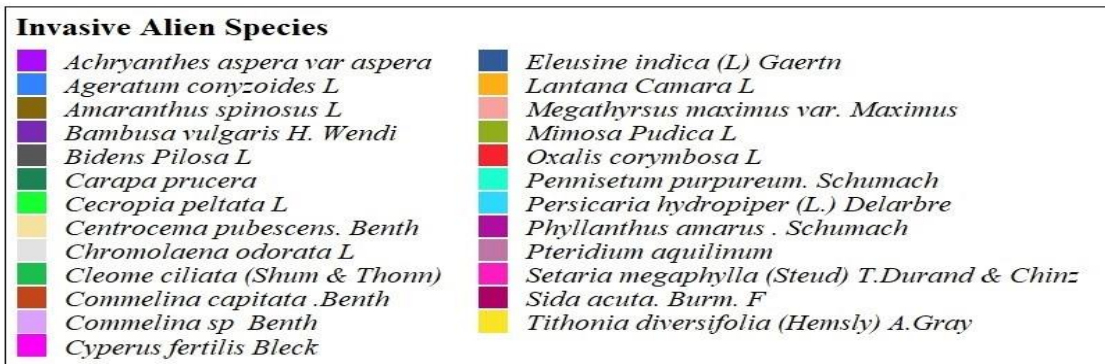 Invasive Alien Species
Achryanthes aspera var aspera
Ageratum conyzoides L
Amaranthus spinosus L
Bambusa vulgaris H. Wendi
Bidens Pilosa L
Carapa prucera
Cecropia peltata L
Centrocema pubescens. Benth
Chromolaena odorata L
Cleome ciliata (Shum & Thonn)
Commelina capitata .Benth
Commelina sp Benth
Cyperus fertilis Bleck
Eleusine indica (L) Gaertn
Lantana Camara L
Megathyrsus maximus var. Maximus
Mimosa Pudica L
Oxalis corymbosa L
Pennisetum purpureum. Schumach
Persicaria hydropiper (L.) Delarbre
Phyllanthus amarus . Schumach
Pteridium aquilinum
Setaria megaphylla (Steud) T.Durand & Chinz
Sida acuta. Burm. F
Tithonia diversifolia (Hemsly) A.Gray